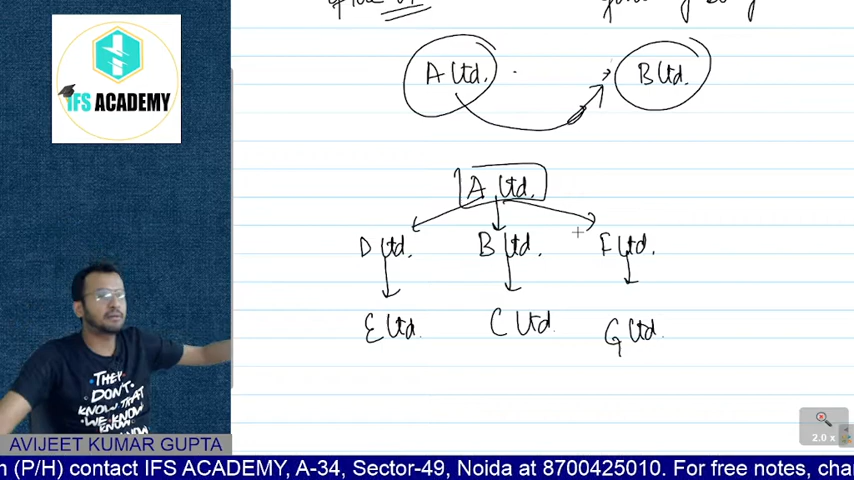 A Ltd. B Ltd.
IFS ACADEMY
A Ltd.
D Ltd. B Ltd. F Ltd.
E Ltd. C Ltd. G Ltd.
THEY
DON'T
KNOW THAT
WE KNOW
AVIJEET KUMAR GUPTA
2.0 x
n (P/H) contact IFS ACADEMY, A-34, Sector-49, Noida at 8700425010. For free notes, cha